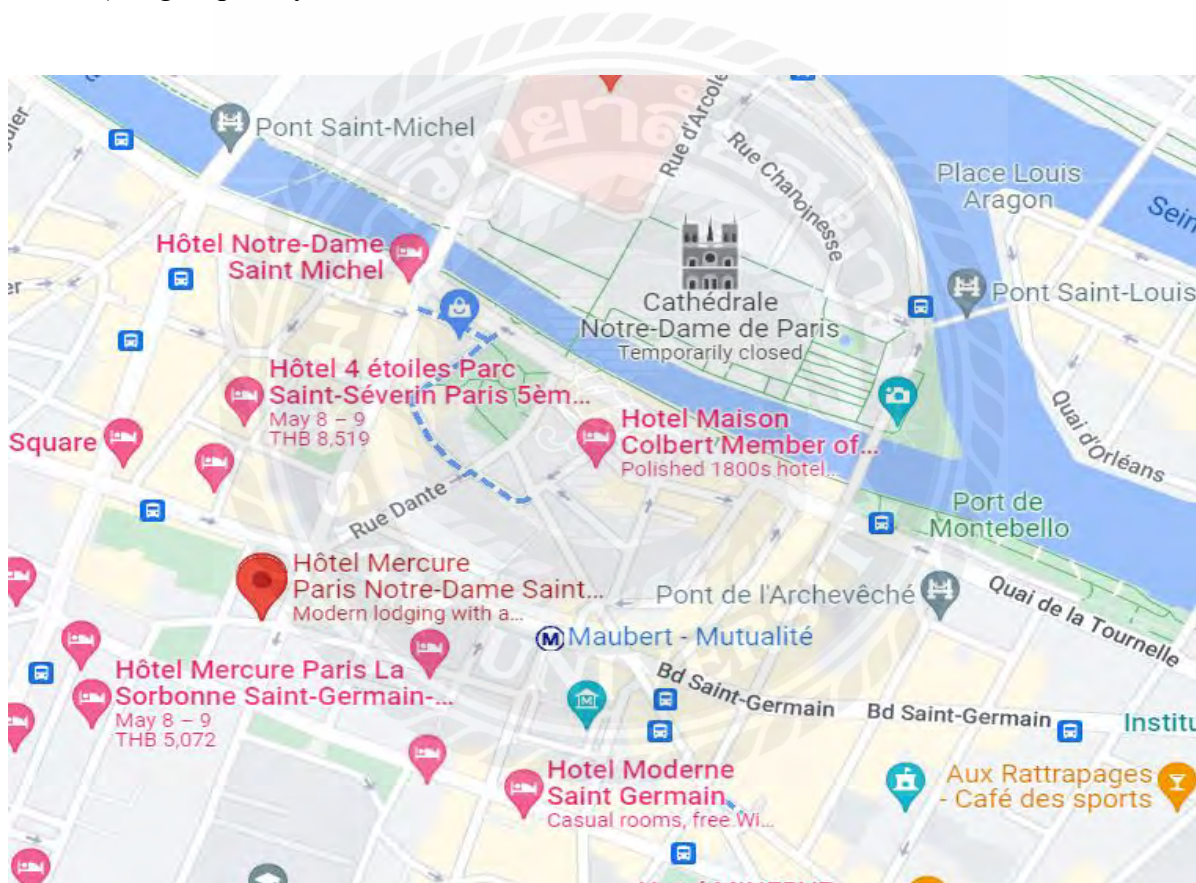 Pont Saint-Michel
Rue d'Arcole
Rue Chanoinesse
Place Louis
Aragon
Hôtel Notre-Dame
Saint Michel
Cathédrale
Notre-Dame de Paris
Temporarily closed
Pont Saint-Louis
Hôtel 4 étoiles Parc
Saint-Séverin Paris 5èm...
May 8 – 9
THB 8,519
Square
Hotel Maison
Colbert Member of...
Polished 1800s hotel...
Quai d'Orléans
Rue Dante
Port de
Montebello
Hôtel Mercure
Paris Notre-Dame Saint...
Modern lodging with a...
Pont de l'Archevêché
Quai de la Tournelle
M Maubert - Mutualité
Hôtel Mercure Paris La
Sorbonne Saint-Germain-...
May 8 – 9
THB 5,072
Bd Saint-Germain
Bd Saint-Germain
Hotel Moderne
Saint Germain
Casual rooms, free Wi...
Aux Rattrapages
- Café des sports